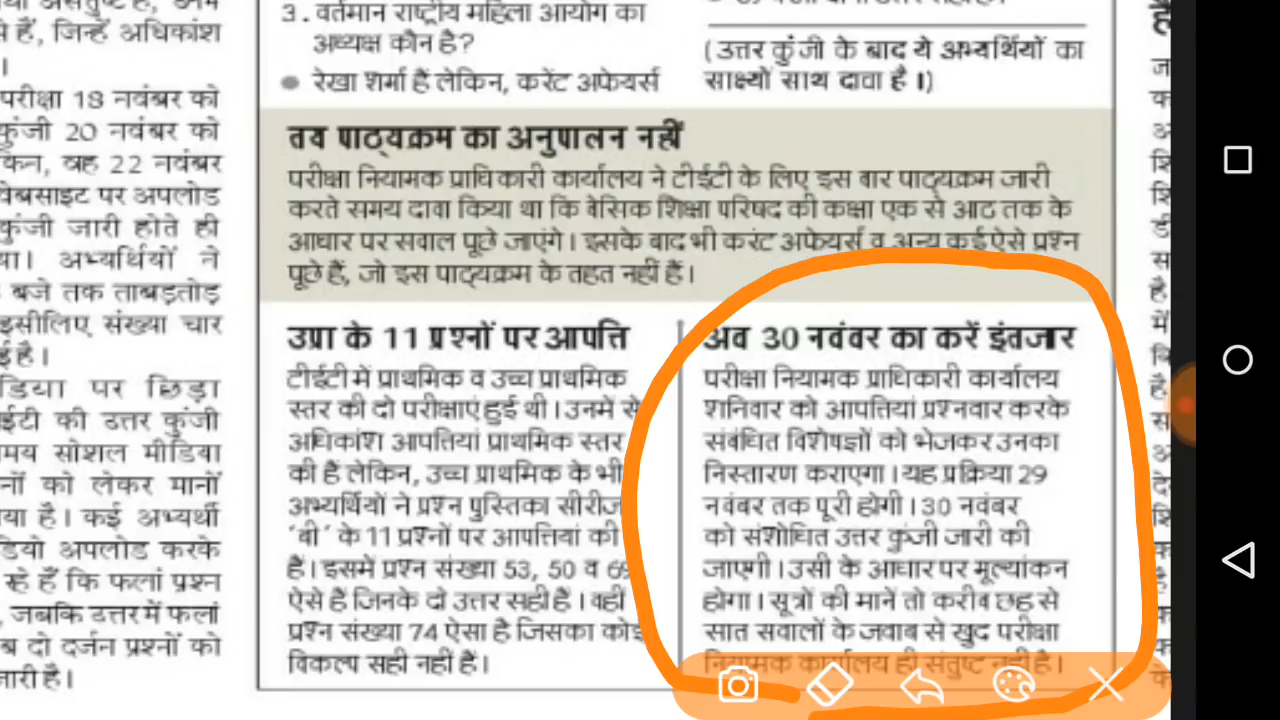 हैं, जिन्हें अधिकांश
परीक्षा 18 नवंबर को
कुंजी 20 नवंबर को
वह 22 नवंबर
वेबसाइट पर अपलोड
कुंजी जारी होते ही
अभ्यर्थियों ने
बजे तक ताबड़तोड़
इसीलिए संख्या चार
है।
पर छिड़ा
की उत्तर कुंजी
सोशल मीडिया
को लेकर मानों
है। कई अभ्यर्थी
अपलोड करके
रहे हैं कि फलां प्रश्न
, जबकि उत्तर में फलां
दो दर्जन प्रश्नों को
है।
3. वर्तमान राष्ट्रीय महिला आयोग का
अध्यक्ष कौन है?
● रेखा शर्मा हैं लेकिन, करेंट अफेयर्स
(उत्तर कुंजी के बाद ये अभ्यर्थियों का
साक्ष्यों साथ दावा है।)
तय पाठ्यक्रम का अनुपालन नहीं
परीक्षा नियामक प्राधिकारी कार्यालय ने टीईटी के लिए इस बार पाठ्यक्रम जारी
करते समय दावा किया था कि बेसिक शिक्षा परिषद की कक्षा एक से आठ तक के
आधार पर सवाल पूछे जाएंगे। इसके बाद भी करंट अफेयर्स व अन्य कई ऐसे प्रश्न
पूछे हैं, जो इस पाठ्यक्रम के तहत नहीं हैं।
उप्रा के 11 प्रश्नों पर आपत्ति
टीईटी में प्राथमिक व उच्च प्राथमिक
स्तर की दो परीक्षाएं हुई थी। उनमें से
अधिकांश आपत्तियां प्राथमिक स्तर
की हैं लेकिन, उच्च प्राथमिक के भी
अभ्यर्थियों ने प्रश्न पुस्तिका सीरीज
'बी' के 11 प्रश्नों पर आपत्तियां की
हैं। इसमें प्रश्न संख्या 53, 50 व
ऐसे हैं जिनके दो उत्तर सही हैं। वहीं
प्रश्न संख्या 74 ऐसा है जिसका कोई
विकल्प सही नहीं है।
अब 30 नवंबर का करें इंतजार
परीक्षा नियामक प्राधिकारी कार्यालय
शनिवार को आपत्तियां प्रश्नवार करके
संबंधित विशेषज्ञों को भेजकर उनका
निस्तारण कराएगा। यह प्रक्रिया 29
नवंबर तक पूरी होगी। 30 नवंबर
को संशोधित उत्तर कुंजी जारी की
जाएगी। उसी के आधार पर मूल्यांकन
होगा। सूत्रों की मानें तो करीब छह से
सात सवालों के जवाब से खुद परीक्षा
नियामक कार्यालय ही संतुष्ट नहीं है।